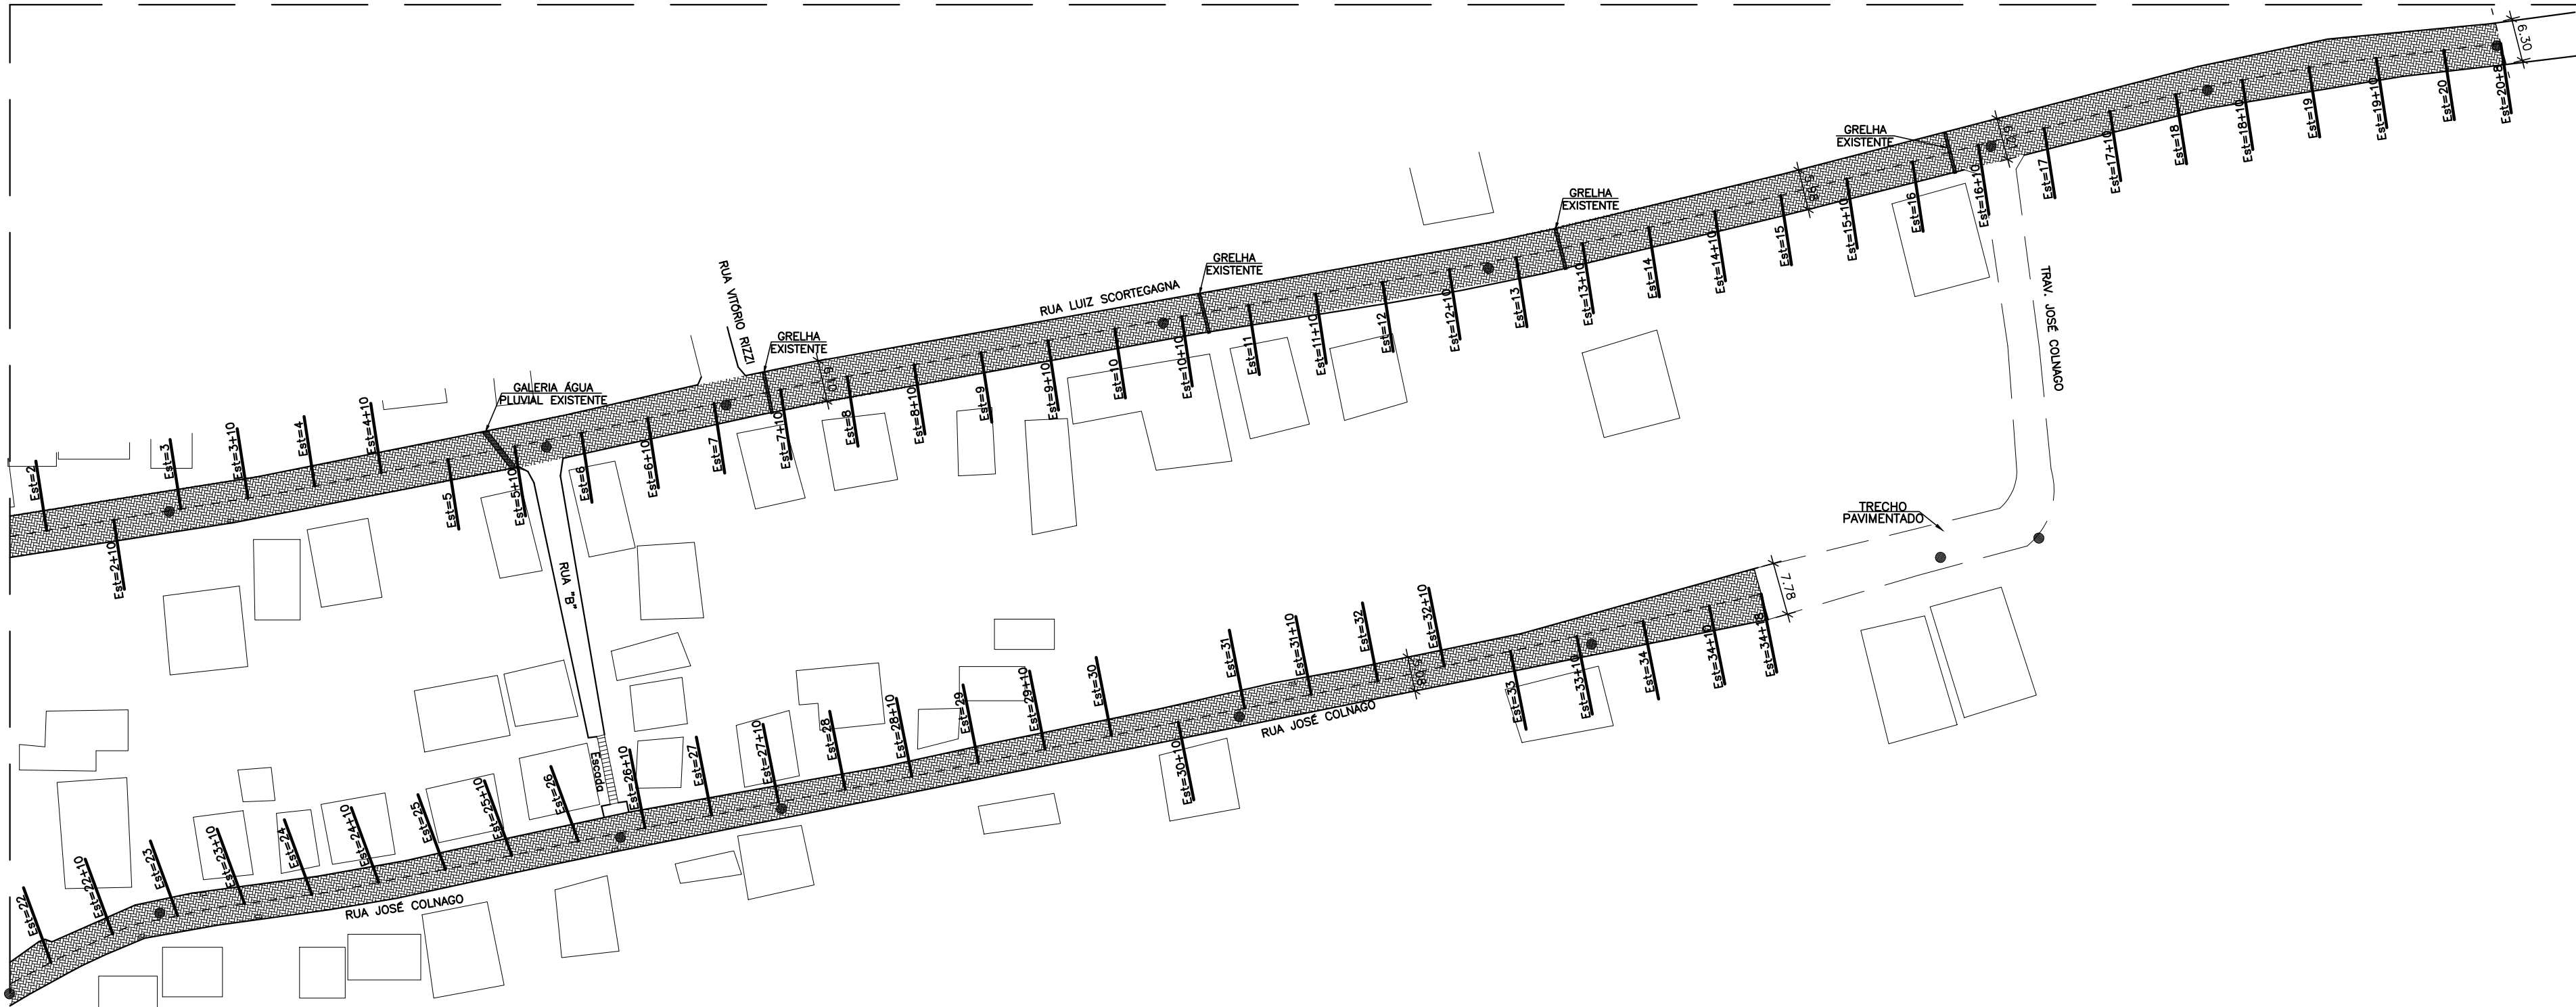 6.30
Est=20+8
Est=20
Est=19+10
Est=19
Est=18+10
Est=18
Est=17+10
Est=17
GRELHA
EXISTENTE
Est=16+10
Est=16
Est=15+10
5.98
Est=15
Est=14+10
Est=14
GRELHA
EXISTENTE
Est=13+10
Est=13
Est=12+10
Est=12
Est=11+10
Est=11
GRELHA
EXISTENTE
RUA LUIZ SCORTEGAGNA
Est=10+10
Est=10
Est=9+10
Est=9
Est=8+10
Est=8
6.10
GRELHA
EXISTENTE
RUA VITÓRIO RIZZI
Est=7+10
Est=7
Est=6+10
Est=6
GALERIA ÁGUA
PLUVIAL EXISTENTE
Est=5+10
Est=5
Est=4+10
Est=4
Est=3+10
Est=3
Est=2+10
Est=2
TRAV. JOSÉ COLNAGO
TRECHO
PAVIMENTADO
7.78
RUA "B"
Escada
Est=34+18
Est=34+10
Est=34
Est=33+10
Est=33
Est=32+10
5.08
Est=32
Est=31+10
Est=31
RUA JOSÉ COLNAGO
Est=30+10
Est=30
Est=29+10
Est=29
Est=28+10
Est=28
Est=27+10
Est=27
Est=26+10
Est=26
Est=25+10
Est=25
Est=24+10
Est=24
Est=23+10
Est=23
Est=22+10
Est=22
RUA JOSÉ COLNAGO